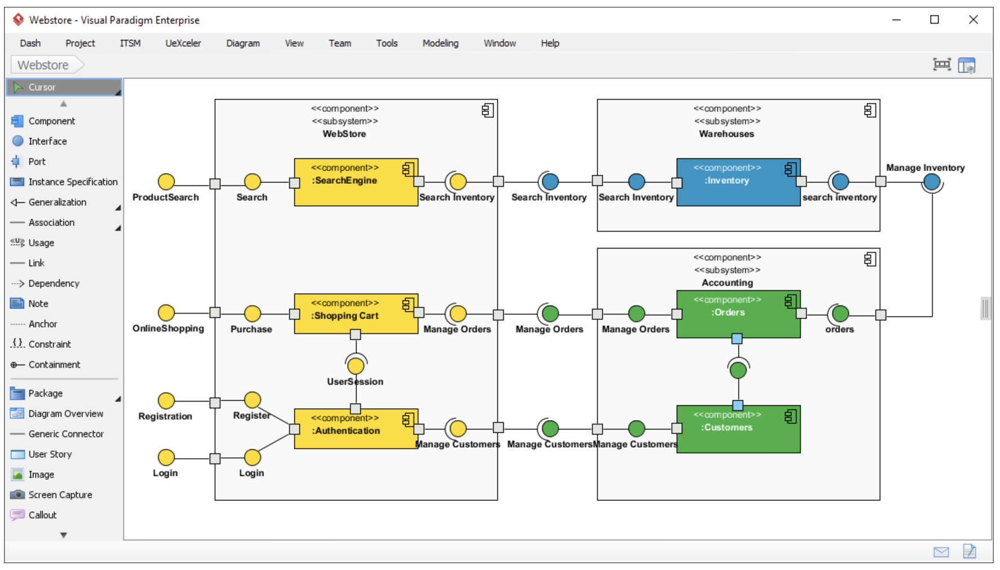 Webstore - Visual Paradigm Enterprise
Dash Project ITSM UeXceler Diagram View Team Tools Modeling Window Help
Webstore
Cursor
Component
Interface
Port
Instance Specification
Generalization
Association
«U»
Usage
Link
Dependency
Note
Anchor
Constraint
Containment
Package
Diagram Overview
Generic Connector
User Story
Image
Screen Capture
Callout
<<component>>
<<subsystem>>
WebStore
<<component>>
:SearchEngine
ProductSearch
Search
Search Inventory
Search Inventory
<<component>>
<<subsystem>>
Warehouses
<<component>>
:Inventory
Search Inventory
search inventory
Manage Inventory
<<component>>
:Shopping Cart
OnlineShopping
Purchase
Manage Orders
Manage Orders
<<component>>
<<subsystem>>
Accounting
<<component>>
:Orders
Manage Orders
orders
UserSession
Registration
Register
<<component>>
:Authentication
Manage Customers
Manage Customers
Manage Customers
<<component>>
:Customers
Login
Login